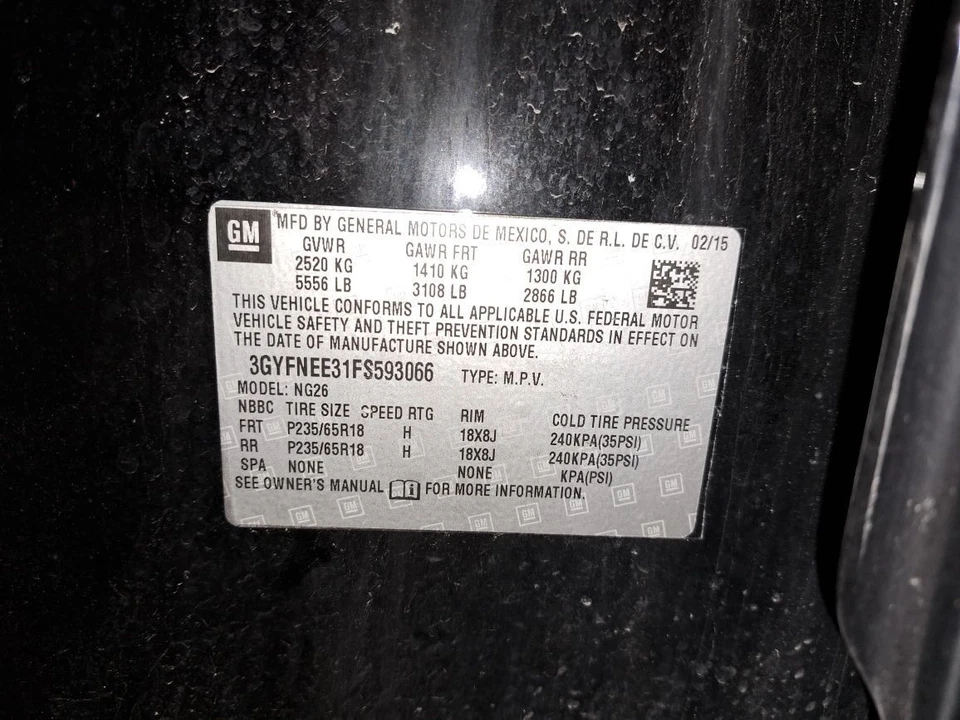 GM MFD BY GENERAL MOTORS DE MEXICO, S. DE R.L. DE C.V. 02/15
GVWR GAWR FRT GAWR RR
2520 KG 1410 KG 1300 KG
5556 LB 3108 LB 2866 LB
THIS VEHICLE CONFORMS TO ALL APPLICABLE U.S. FEDERAL MOTOR
VEHICLE SAFETY AND THEFT PREVENTION STANDARDS IN EFFECT ON
THE DATE OF MANUFACTURE SHOWN ABOVE.
3GYFNEE31FS593066 TYPE: M.P.V.
MODEL: NG26
NBBC TIRE SIZE SPEED RTG RIM COLD TIRE PRESSURE
FRT P235/65R18 H 18X8J 240KPA(35PSI)
RR P235/65R18 H 18X8J 240KPA(35PSI)
SPA NONE NONE KPA(PSI)
SEE OWNER'S MANUAL FOR MORE INFORMATION.